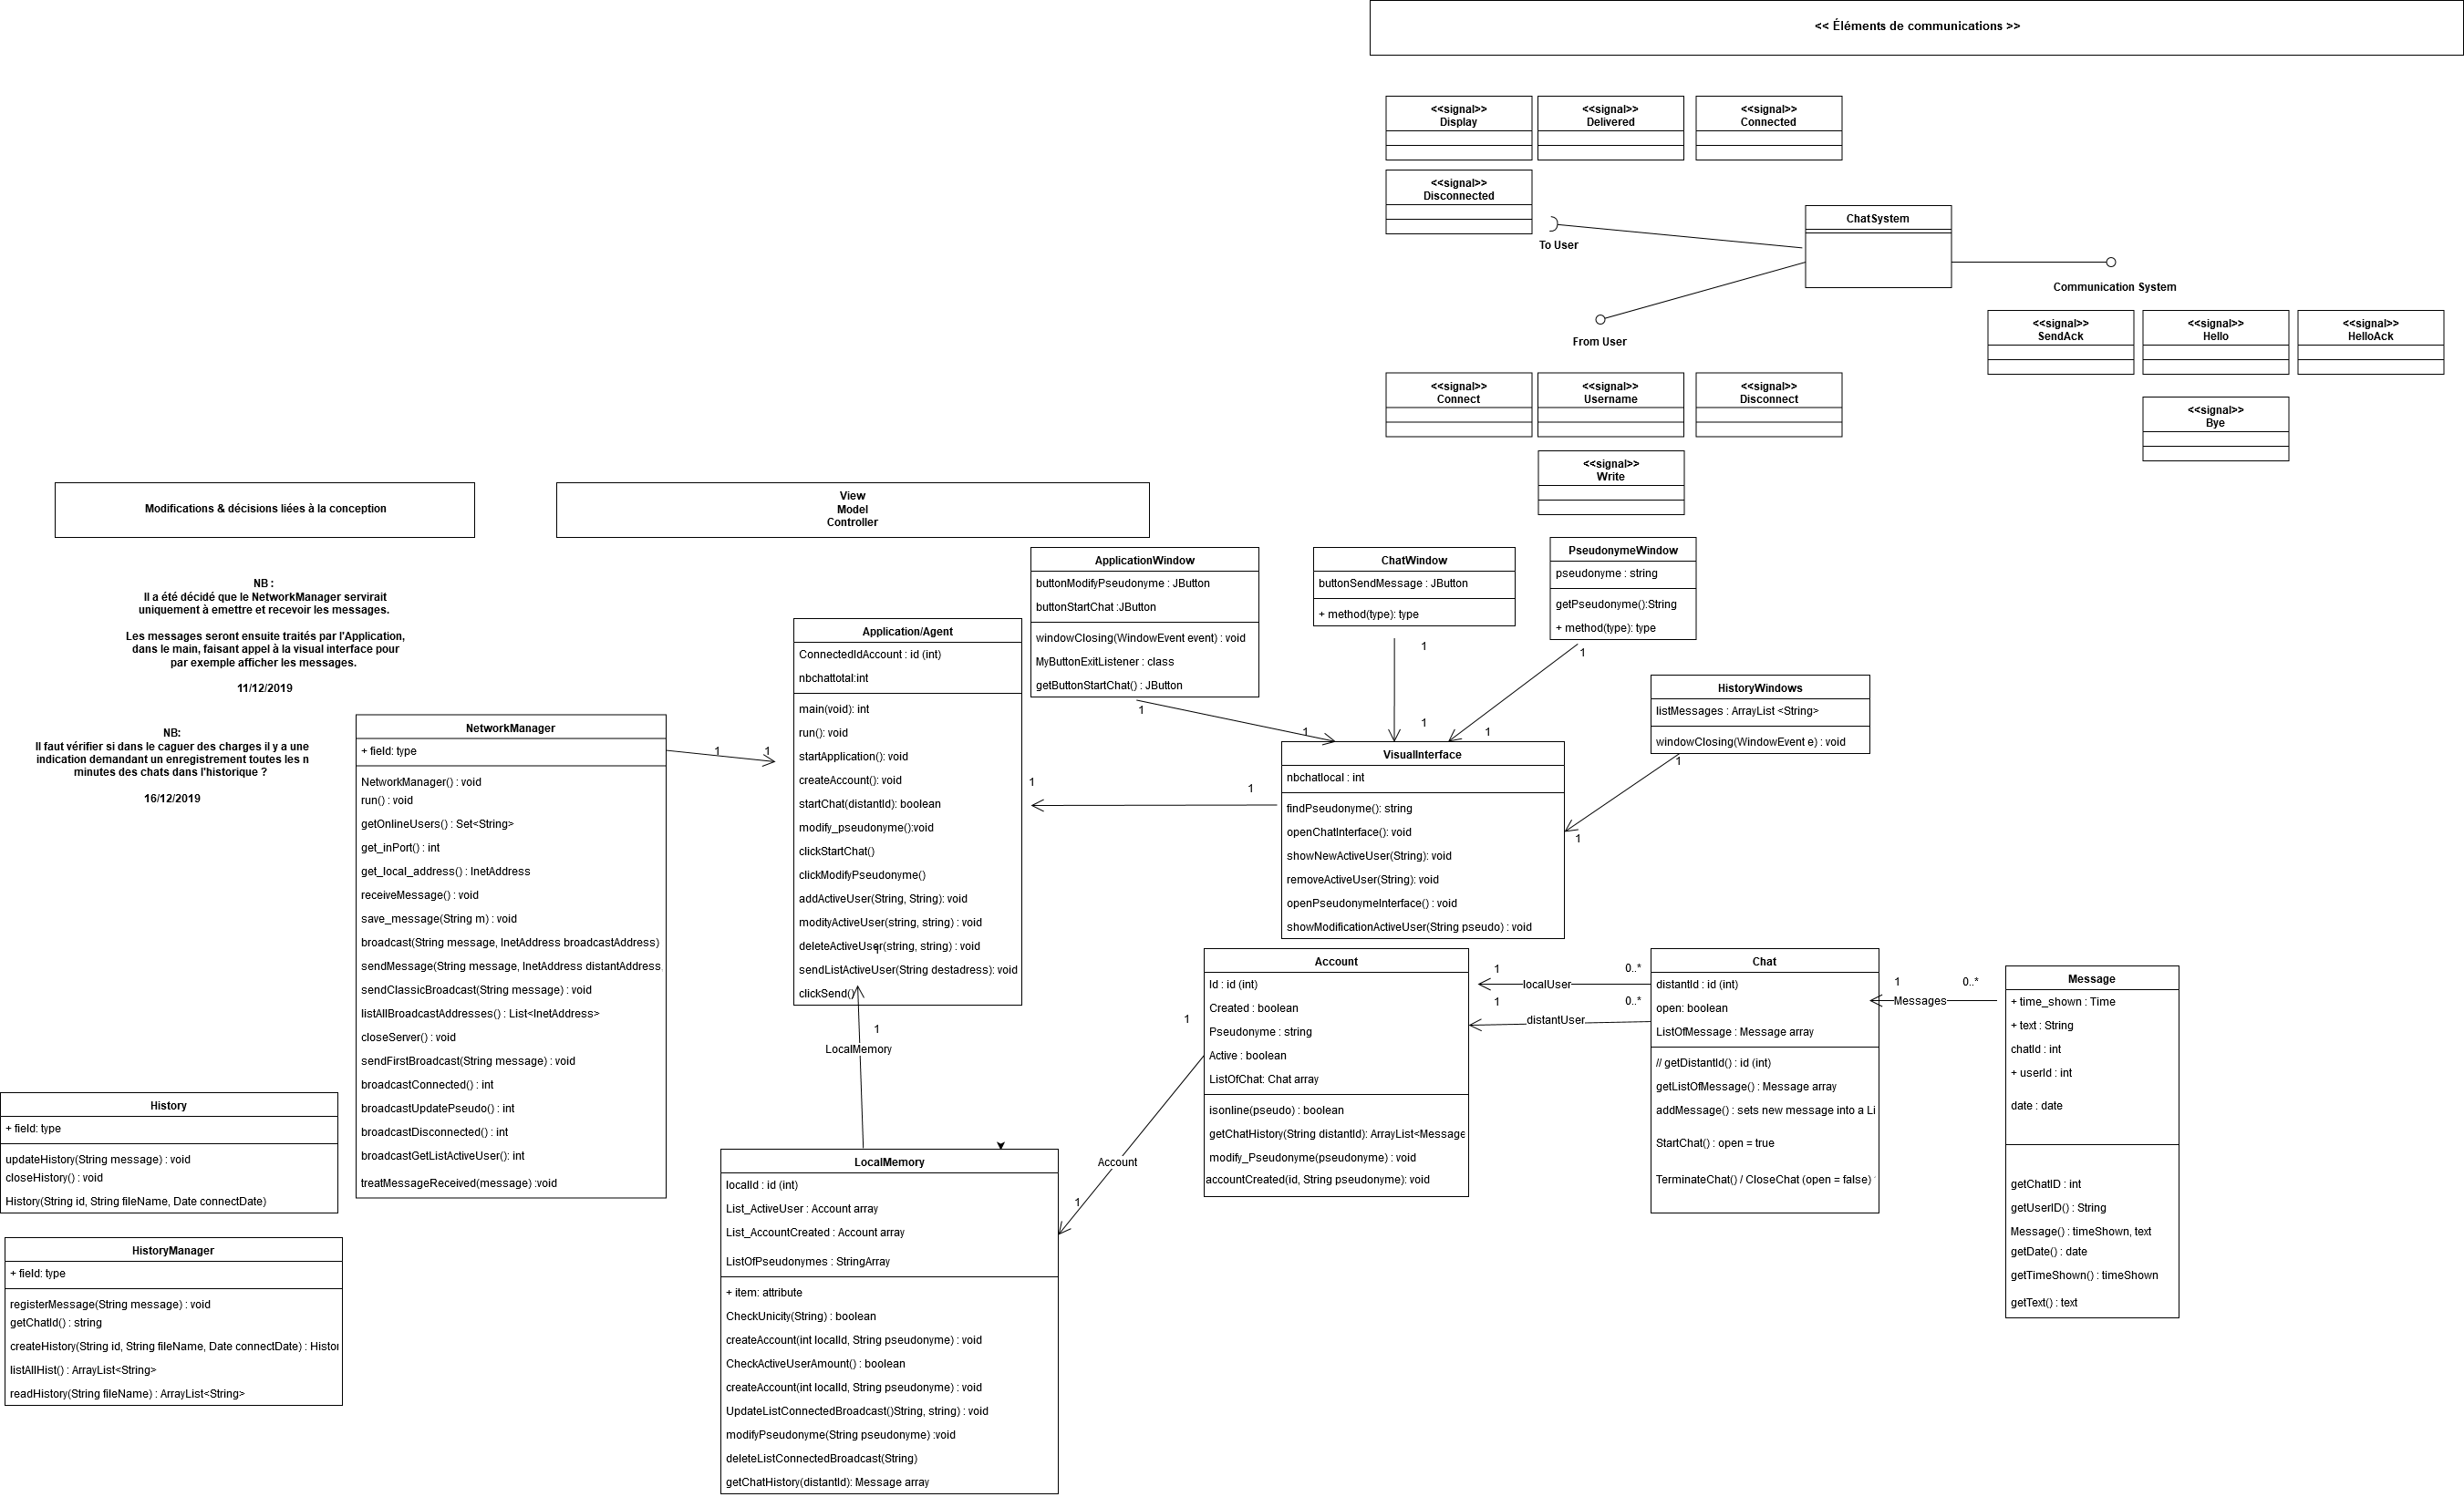 << Éléments de communications >>
<<signal>>
Display
<<signal>>
Delivered
<<signal>>
Connected
<<signal>>
Disconnected
To User
ChatSystem
Communication System
From User
<<signal>>
SendAck
<<signal>>
Hello
<<signal>>
HelloAck
<<signal>>
Bye
<<signal>>
Connect
<<signal>>
Username
<<signal>>
Disconnect
<<signal>>
Write
Modifications & décisions liées à la conception
View
Model
Controller
NB :
Il a été décidé que le NetworkManager servirait
uniquement à emettre et recevoir les messages.
Les messages seront ensuite traités par l'Application,
dans le main, faisant appel à la visual interface pour
par exemple afficher les messages.
11/12/2019
NB:
Il faut vérifier si dans le caguer des charges il y a une
indication demandant un enregistrement toutes les n
minutes des chats dans l'historique ?
16/12/2019
NetworkManager
+ field: type
NetworkManager() : void
run() : void
getOnlineUsers() : Set<String>
get_inPort() : int
get_local_address() : InetAddress
receiveMessage() : void
save_message(String m) : void
broadcast(String message, InetAddress broadcastAddress)
sendMessage(String message, InetAddress distantAddress
sendClassicBroadcast(String message) : void
listAllBroadcastAddresses() : List<InetAddress>
closeServer() : void
sendFirstBroadcast(String message) : void
broadcastConnected() : int
broadcastUpdatePseudo() : int
broadcastDisconnected() : int
broadcastGetListActiveUser(): int
treatMessageReceived(message) :void
1
1
Application/Agent
ConnectedIdAccount : id (int)
nbchattotal:int
main(void): int
run(): void
startApplication(): void
createAccount(): void
startChat(distantId): boolean
modify_pseudonyme():void
clickStartChat()
clickModifyPseudonyme()
addActiveUser(String, String): void
modityActiveUser(string, string) : void
deleteActiveUser(string, string) : void
1
sendListActiveUser(String destadress): void
clickSend()
1
LocalMemory
ApplicationWindow
buttonModifyPseudonyme : JButton
buttonStartChat :JButton
windowClosing(WindowEvent event) : void
MyButtonExitListener : class
getButtonStartChat() : JButton
1
1
ChatWindow
buttonSendMessage : JButton
+ method(type): type
1
1
PseudonymeWindow
pseudonyme : string
getPseudonyme():String
+ method(type): type
1
1
HistoryWindows
listMessages : ArrayList <String>
windowClosing(WindowEvent e) : void
1
1
VisualInterface
nbchatlocal : int
findPseudonyme(): string
openChatInterface(): void
showNewActiveUser(String): void
removeActiveUser(String): void
openPseudonymeInterface() : void
showModificationActiveUser(String pseudo) : void
1
1
Account
Id : id (int)
Created : boolean
Pseudonyme : string
Active : boolean
ListOfChat: Chat array
isonline(pseudo) : boolean
getChatHistory(String distantId): ArrayList<Message
modify_Pseudonyme(pseudonyme) : void
accountCreated(id, String pseudonyme): void
1
Account
1
1
localUser
0..*
1
distantUser
0..*
Chat
distantId : id (int)
open: boolean
ListOfMessage : Message array
// getDistantId() : id (int)
getListOfMessage() : Message array
addMessage() : sets new message into a Li
StartChat() : open = true
TerminateChat() / CloseChat (open = false)
1
Messages
0..*
Message
+ time_shown : Time
+ text : String
chatId : int
+ userId : int
date : date
getChatID : int
getUserID() : String
Message() : timeShown, text
getDate() : date
getTimeShown() : timeShown
getText() : text
History
+ field: type
updateHistory(String message) : void
closeHistory() : void
History(String id, String fileName, Date connectDate)
HistoryManager
+ field: type
registerMessage(String message) : void
getChatId() : string
createHistory(String id, String fileName, Date connectDate) : Histor
listAllHist() : ArrayList<String>
readHistory(String fileName) : ArrayList<String>
LocalMemory
localId : id (int)
List_ActiveUser : Account array
List_AccountCreated : Account array
ListOfPseudonymes : StringArray
+ item: attribute
CheckUnicity(String) : boolean
createAccount(int localId, String pseudonyme) : void
CheckActiveUserAmount() : boolean
createAccount(int localId, String pseudonyme) : void
UpdateListConnectedBroadcast()String, string) : void
modifyPseudonyme(String pseudonyme) :void
deleteListConnectedBroadcast(String)
getChatHistory(distantId): Message array